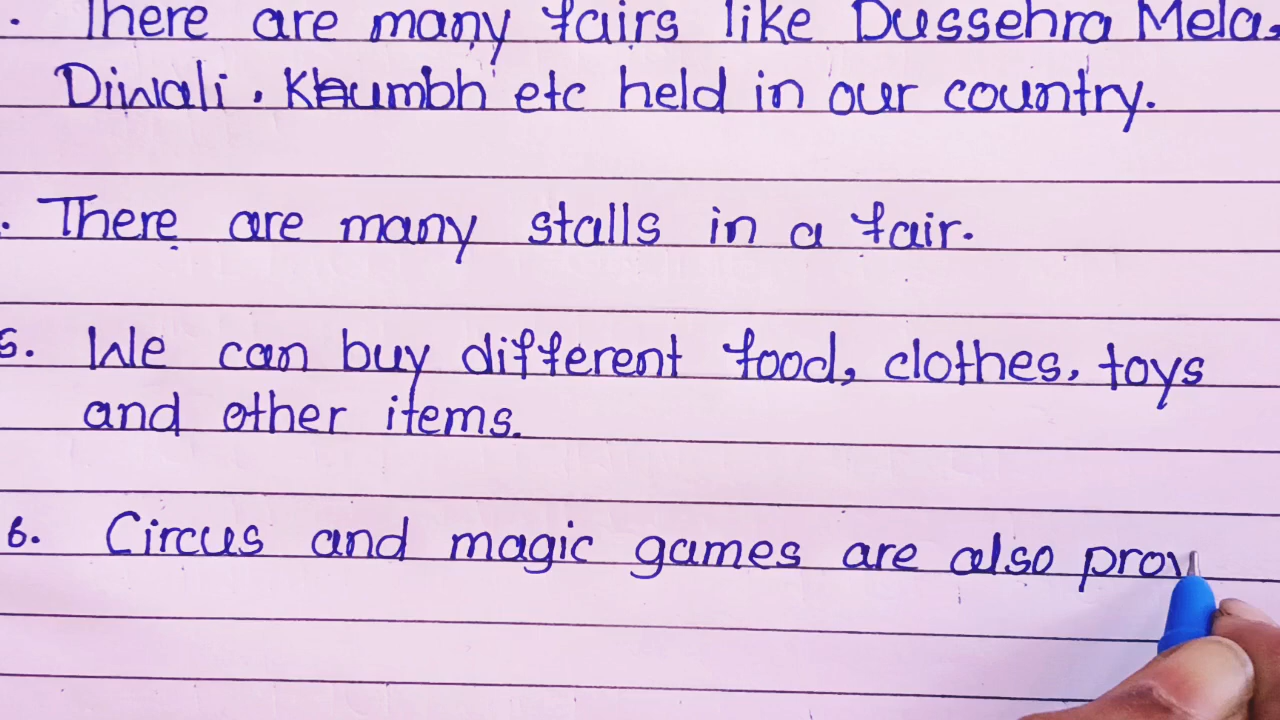 . There are many fairs like Dussehra Mela,
Diwali, Khumbh etc held in our country.
. There are many stalls in a fair.
5. We can buy different food, clothes, toys
and other items.
6. Circus and magic games are also prov